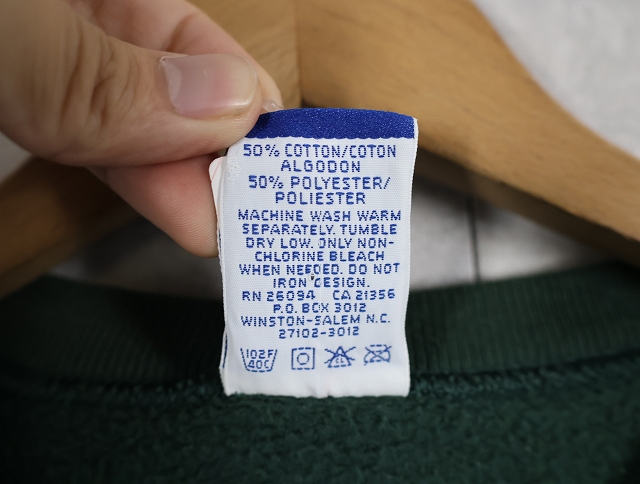 50% COTTON/COTON
ALGODON
50% POLYESTER/
POLIESTER
MACHINE WASH WARM
SEPARATELY. TUMBLE
DRY LOW. ONLY NON-
CHLORINE BLEACH
WHEN NEEDED. DO NOT
IRON DESIGN.
RN 26094 CA 21356
P.O. BOX 3012
WINSTON-SALEM N.C.
27102-3012
102F/
40C
CL